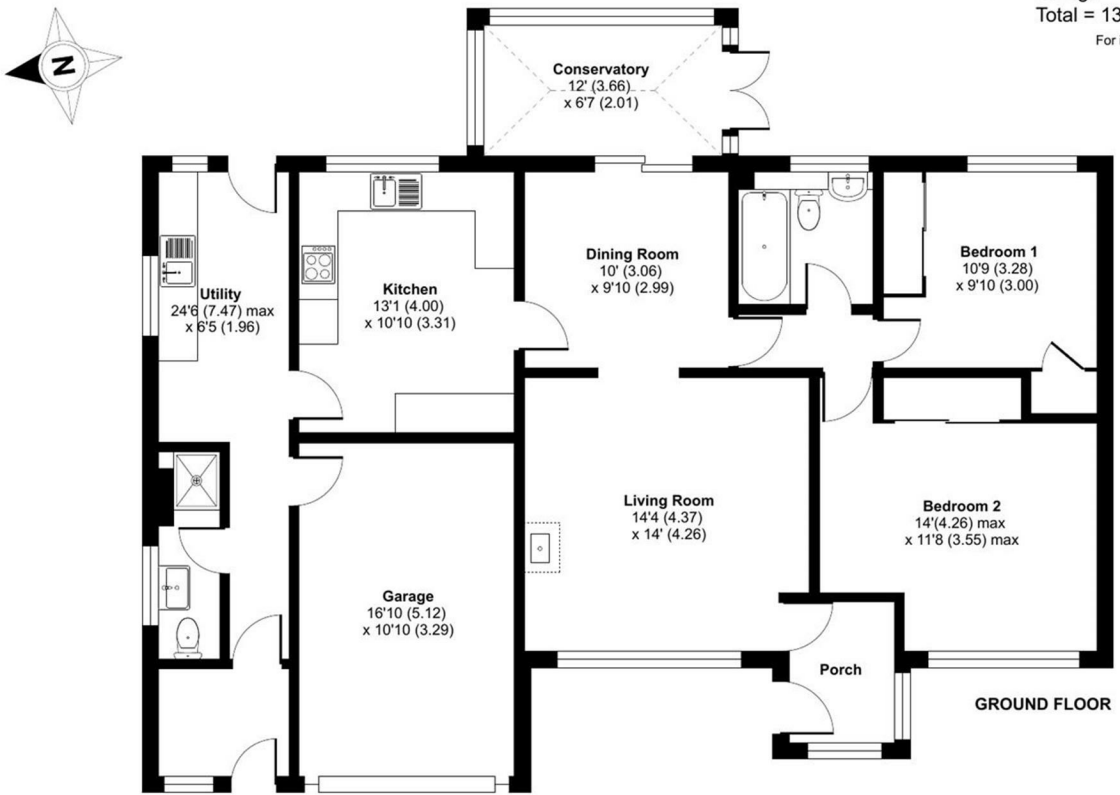 Total = 13
For
N
Conservatory
12' (3.66)
x 6'7 (2.01)
Dining Room
10' (3.06)
x 9'10 (2.99)
Bedroom 1
10'9 (3.28)
x 9'10 (3.00)
Kitchen
13'1 (4.00)
x 10'10 (3.31)
Utility
24'6 (7.47) max
x 6'5 (1.96)
Living Room
14'4 (4.37)
x 14' (4.26)
Bedroom 2
14'(4.26) max
x 11'8 (3.55) max
Garage
16'10 (5.12)
x 10'10 (3.29)
Porch
GROUND FLOOR